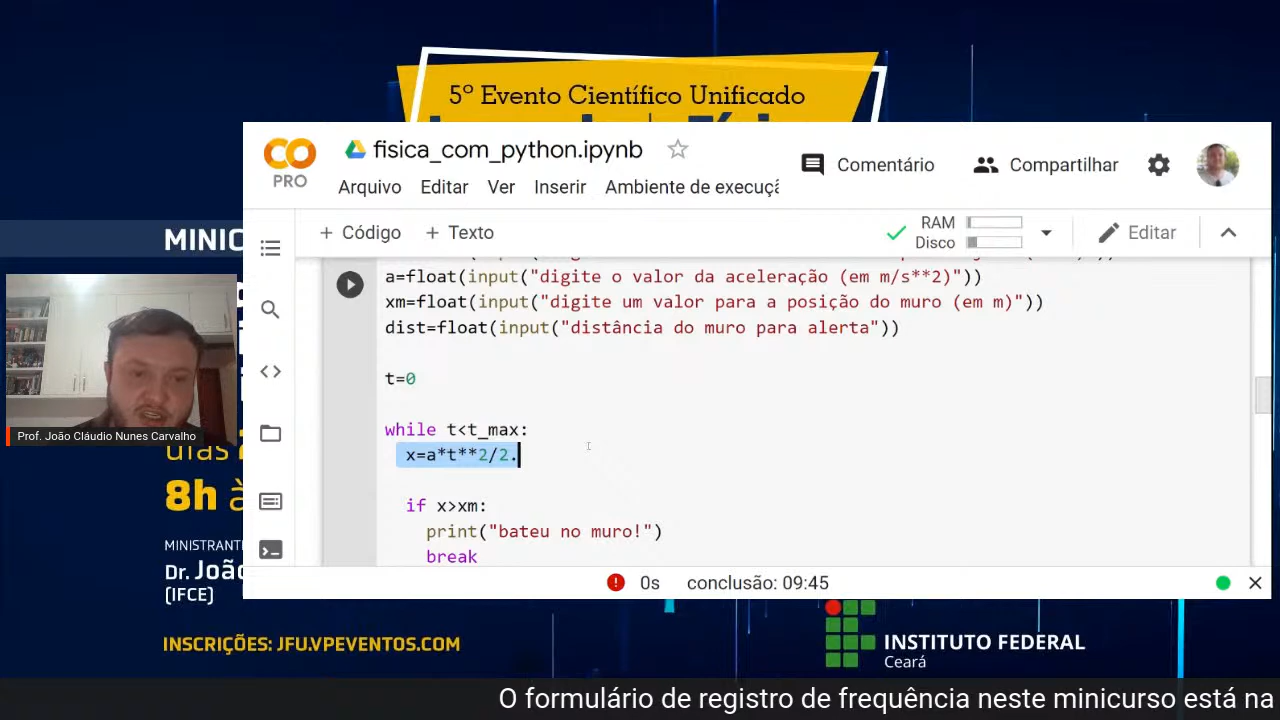 5º Evento Científico Unificado
CO
PRO
fisica_com_python.ipynb
Comentário
Compartilhar
Arquivo
Editar
Ver
Inserir
Ambiente de execuçã
+ Código
+ Texto
RAM
Disco
Editar
a=float(input("digite o valor da aceleração (em m/s**2)"))
xm=float(input("digite um valor para a posição do muro (em m)"))
dist=float(input("distância do muro para alerta"))
t=0
while t<t_max:
x=a*t**2/2.
if x>xm:
print("bateu no muro!")
break
0s
conclusão: 09:45
MINIC
Prof. João Cláudio Nunes Carvalho
dias
8h à
MINISTRANT
Dr. Joã
(IFCE)
INSCRIÇÕES: JFU.VPEVENTOS.COM
INSTITUTO FEDERAL
Ceará
O formulário de registro de frequência neste minicurso está na